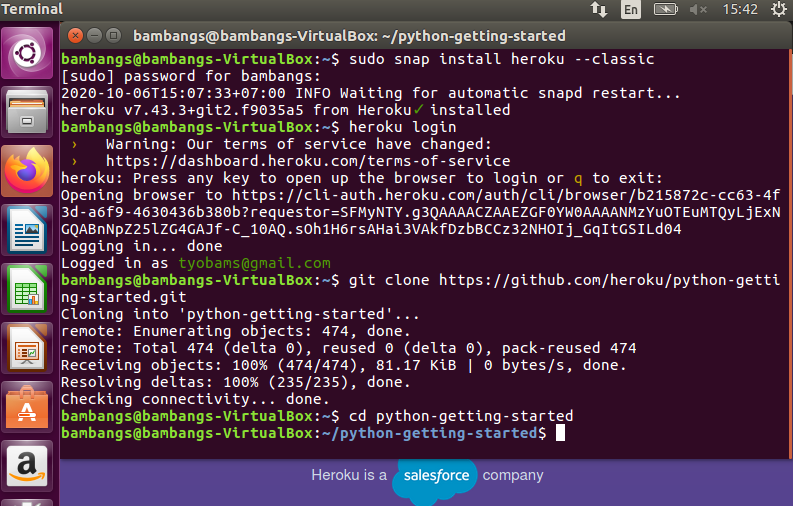 Terminal
En
15:42
bambangs@bambangs-VirtualBox: ~/python-getting-started
bambangs@bambangs-VirtualBox:~$ sudo snap install heroku --classic
[sudo] password for bambangs:
2020-10-06T15:07:33+07:00 INFO Waiting for automatic snapd restart...
heroku v7.43.3+git2.f9035a5 from Heroku✓ installed
bambangs@bambangs-VirtualBox:~$ heroku login
›   Warning: Our terms of service have changed:
›   https://dashboard.heroku.com/terms-of-service
heroku: Press any key to open up the browser to login or q to exit:
Opening browser to https://cli-auth.heroku.com/auth/cli/browser/b215872c-cc63-4f
3d-a6f9-4630436b380b?requestor=SFMyNTY.g3QAAAACZAAEZGF0YW0AAAANMzYuOTEuMTQyLjExN
GQABnNpZ25lZG4GAJf-C_10AQ.sOh1H6rsAHai3VAkfDzbBCCz32NHOIj_GqItGSILd04
Logging in... done
Logged in as tyobams@gmail.com
bambangs@bambangs-VirtualBox:~$ git clone https://github.com/heroku/python-getti
ng-started.git
Cloning into 'python-getting-started'...
remote: Enumerating objects: 474, done.
remote: Total 474 (delta 0), reused 0 (delta 0), pack-reused 474
Receiving objects: 100% (474/474), 81.17 KiB | 0 bytes/s, done.
Resolving deltas: 100% (235/235), done.
Checking connectivity... done.
bambangs@bambangs-VirtualBox:~$ cd python-getting-started
bambangs@bambangs-VirtualBox:~/python-getting-started$
Heroku is a salesforce company